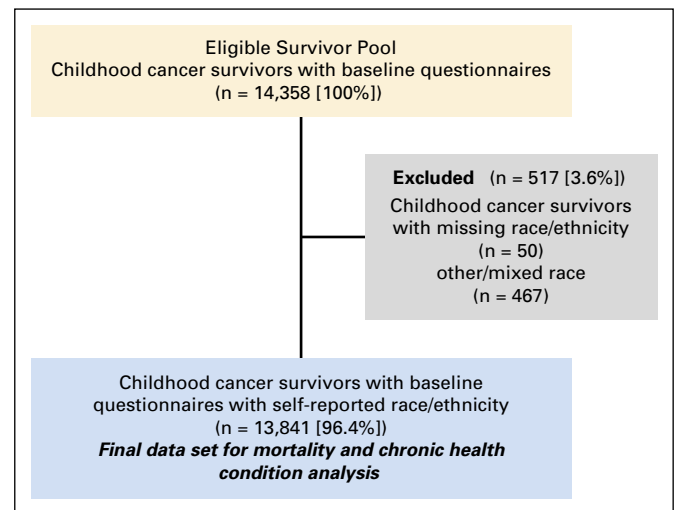 Eligible Survivor Pool
Childhood cancer survivors with baseline questionnaires
(n = 14,358 [100%])
Excluded (n = 517 [3.6%])
Childhood cancer survivors
with missing race/ethnicity
(n = 50)
other/mixed race
(n = 467)
Childhood cancer survivors with baseline
questionnaires with self-reported race/ethnicity
(n = 13,841 [96.4%])
Final data set for mortality and chronic health
condition analysis